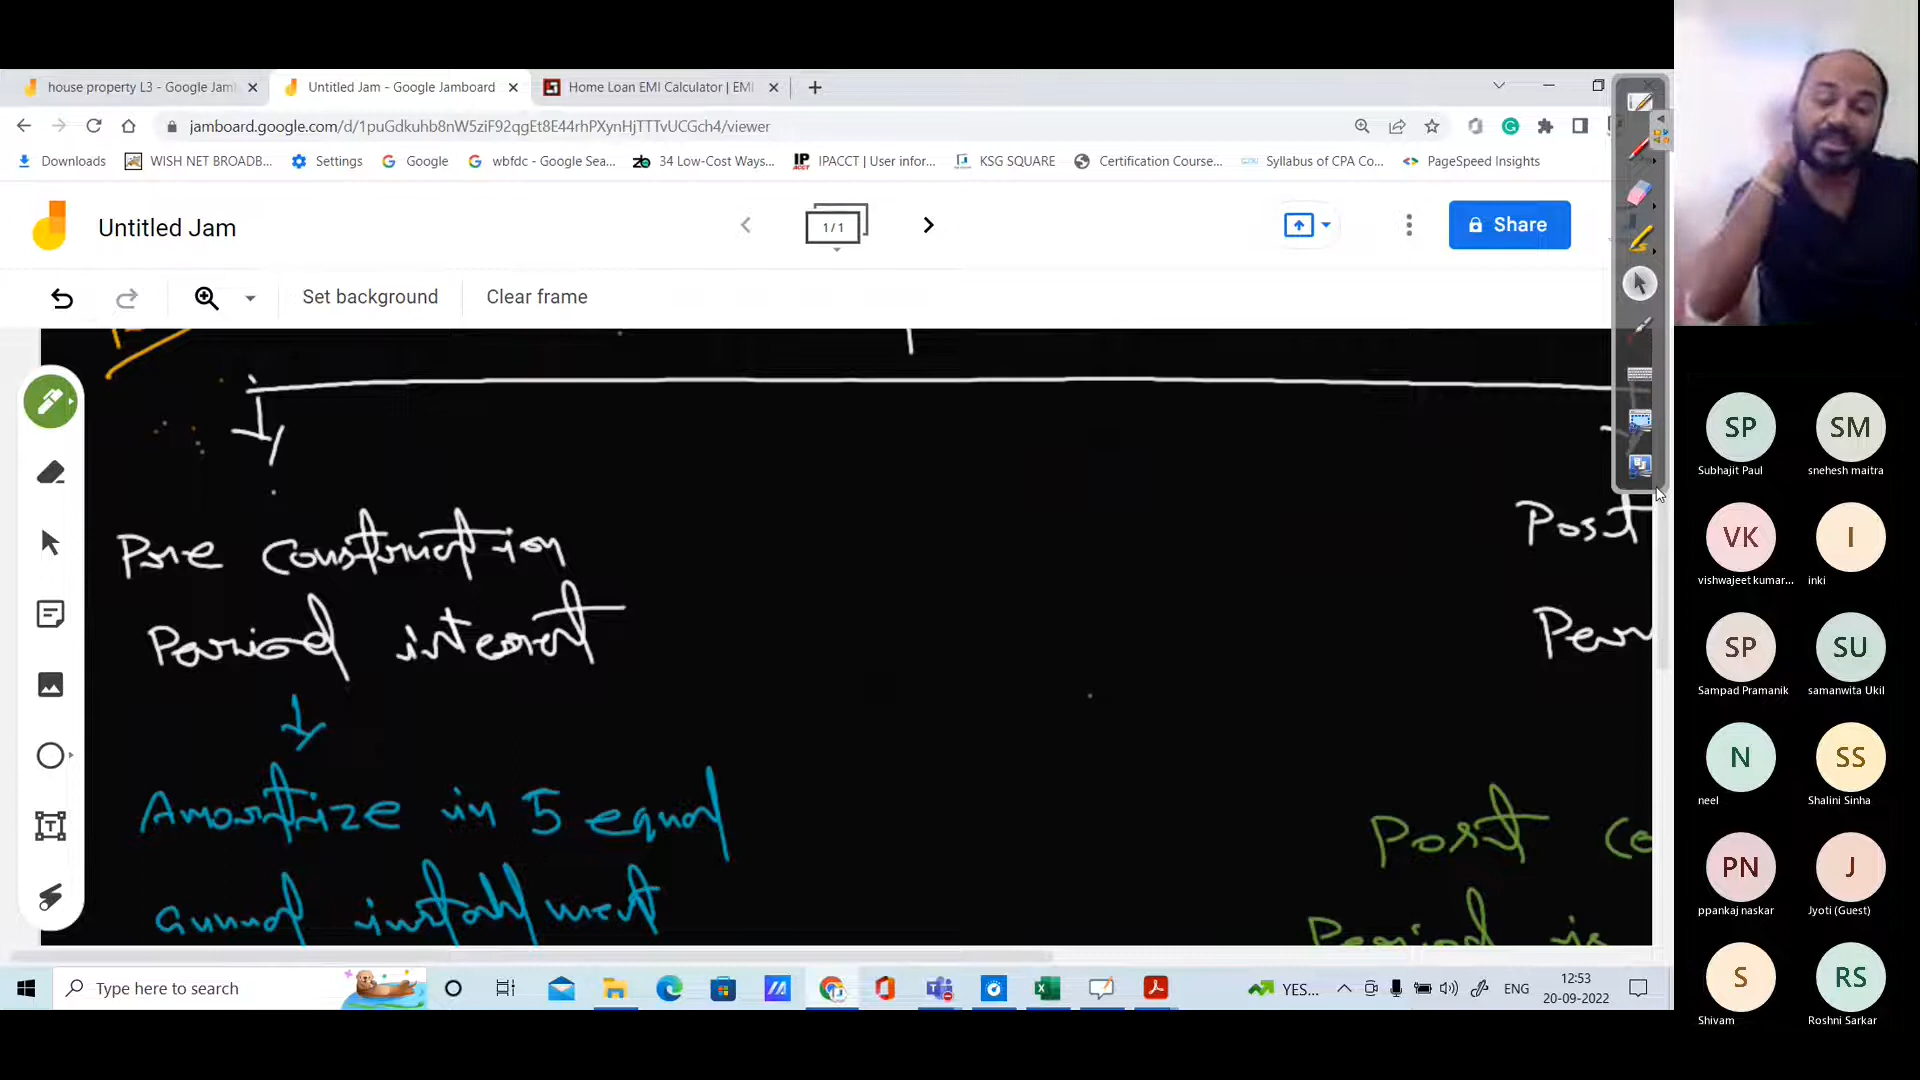 house property L3 - Google Jam
Untitled Jam - Google Jamboard
Home Loan EMI Calculator | EMI
jamboard.google.com/d/1puGdkuhb8nW5ziF92qgEt8E44rhPXynHjTTTvUCGch4/viewer
Downloads
WISH NET BROADB...
Settings
Google
wbfdc - Google Sea...
34 Low-Cost Ways...
IPACCT | User infor...
KSG SQUARE
Certification Course...
Syllabus of CPA Co...
PageSpeed Insights
Untitled Jam
1 / 1
Share
Set background
Clear frame
Pre construction
Period interest
Amortize in 5 equal
annual installment
Post
Post
Period is
SP
Subhajit Paul
SM
snehesh maitra
VK
vishwajeet kumar...
I
inki
SP
Sampad Pramanik
SU
samanwita Ukil
N
neel
SS
Shalini Sinha
PN
ppankaj naskar
J
Jyoti (Guest)
S
Shivam
RS
Roshni Sarkar
Type here to search
YES...
ENG
12:53
20-09-2022